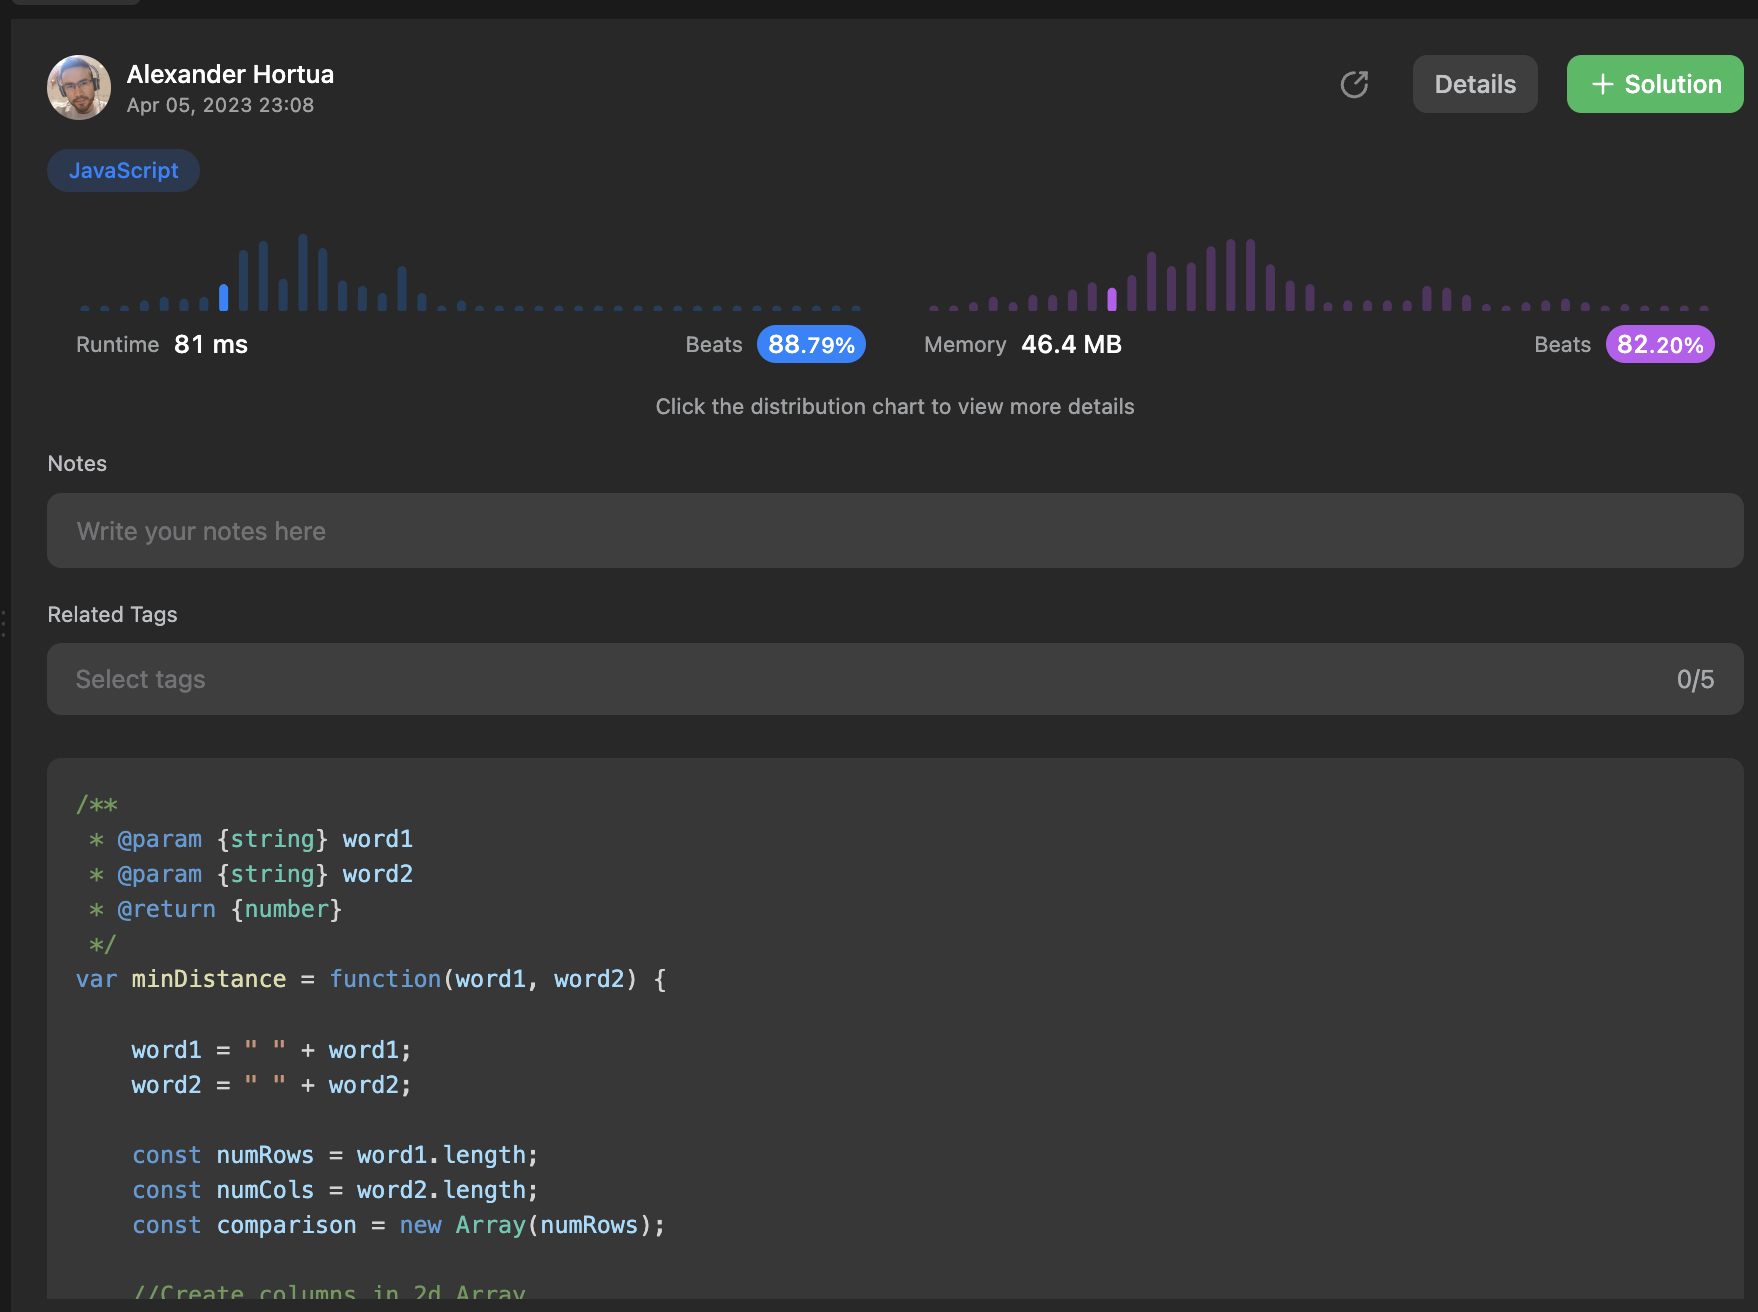 Alexander Hortua
Apr 05, 2023 23:08
Details
+ Solution
JavaScript
Runtime 81 ms
Beats 88.79%
Memory 46.4 MB
Beats 82.20%
Click the distribution chart to view more details
Notes
Write your notes here
Related Tags
Select tags
0/5
/**
 * @param {string} word1
 * @param {string} word2
 * @return {number}
 */
var minDistance = function(word1, word2) {
    word1 = " " + word1;
    word2 = " " + word2;
    const numRows = word1.length;
    const numCols = word2.length;
    const comparison = new Array(numRows);
    //Create columns in 2d Array